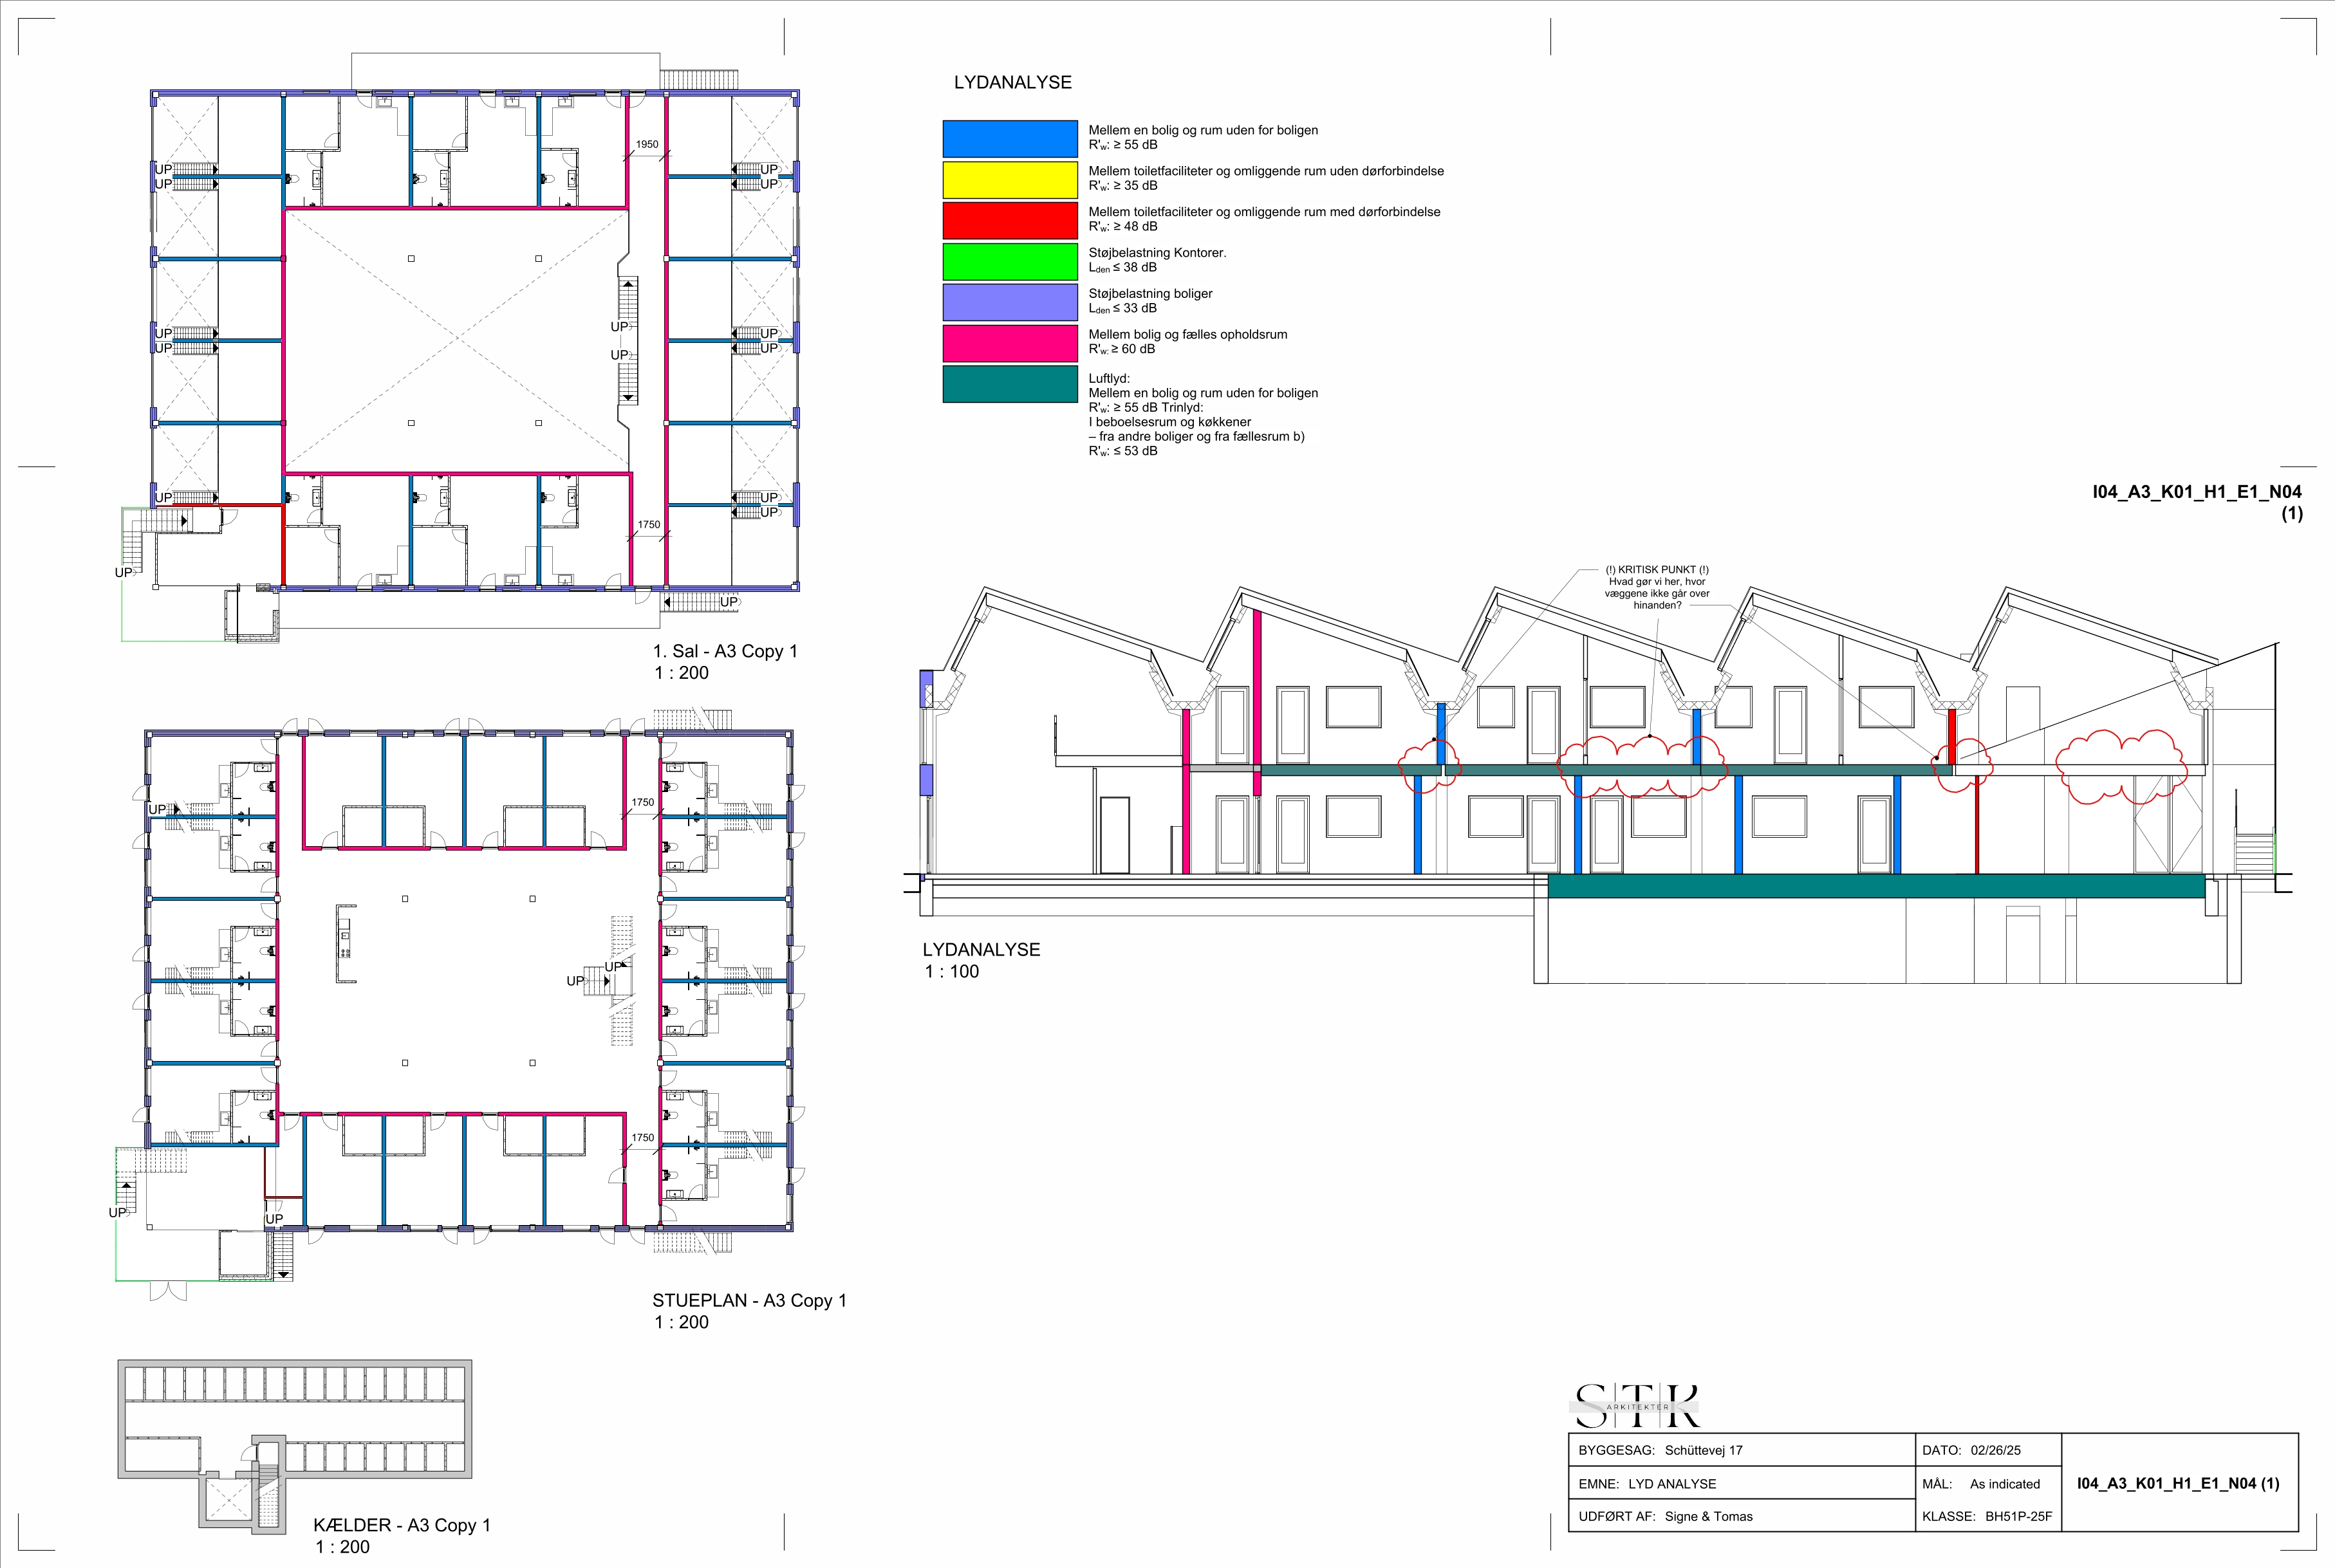 1950
UP
UP
UP
UP
UP
UP
UP
UP
UP
UP
UP
UP
UP
1750
UP
UP
1. Sal - A3 Copy 1
1 : 200
1750
UP
UP
UP
1750
UP
UP
STUEPLAN - A3 Copy 1
1 : 200
KÆLDER - A3 Copy 1
1 : 200
LYDANALYSE
Mellem en bolig og rum uden for boligen
R'w: ≥ 55 dB
Mellem toiletfaciliteter og omliggende rum uden dørforbindelse
R'w: ≥ 35 dB
Mellem toiletfaciliteter og omliggende rum med dørforbindelse
R'w: ≥ 48 dB
Støjbelastning Kontorer.
Lden ≤ 38 dB
Støjbelastning boliger
Lden ≤ 33 dB
Mellem bolig og fælles opholdsrum
R'w: ≥ 60 dB
Luftlyd:
Mellem en bolig og rum uden for boligen
R'w: ≥ 55 dB Trinlyd:
I beboelsesrum og køkkener
– fra andre boliger og fra fællesrum b)
R'w: ≤ 53 dB
I04_A3_K01_H1_E1_N04
(1)
(!) KRITISK PUNKT (!)
Hvad gør vi her, hvor
væggene ikke går over
hinanden?
LYDANALYSE
1 : 100
STK
ARKITEKTER
BYGGESAG: Schüttevej 17
DATO: 02/26/25
EMNE: LYD ANALYSE
MÅL: As indicated
I04_A3_K01_H1_E1_N04 (1)
UDFØRT AF: Signe & Tomas
KLASSE: BH51P-25F